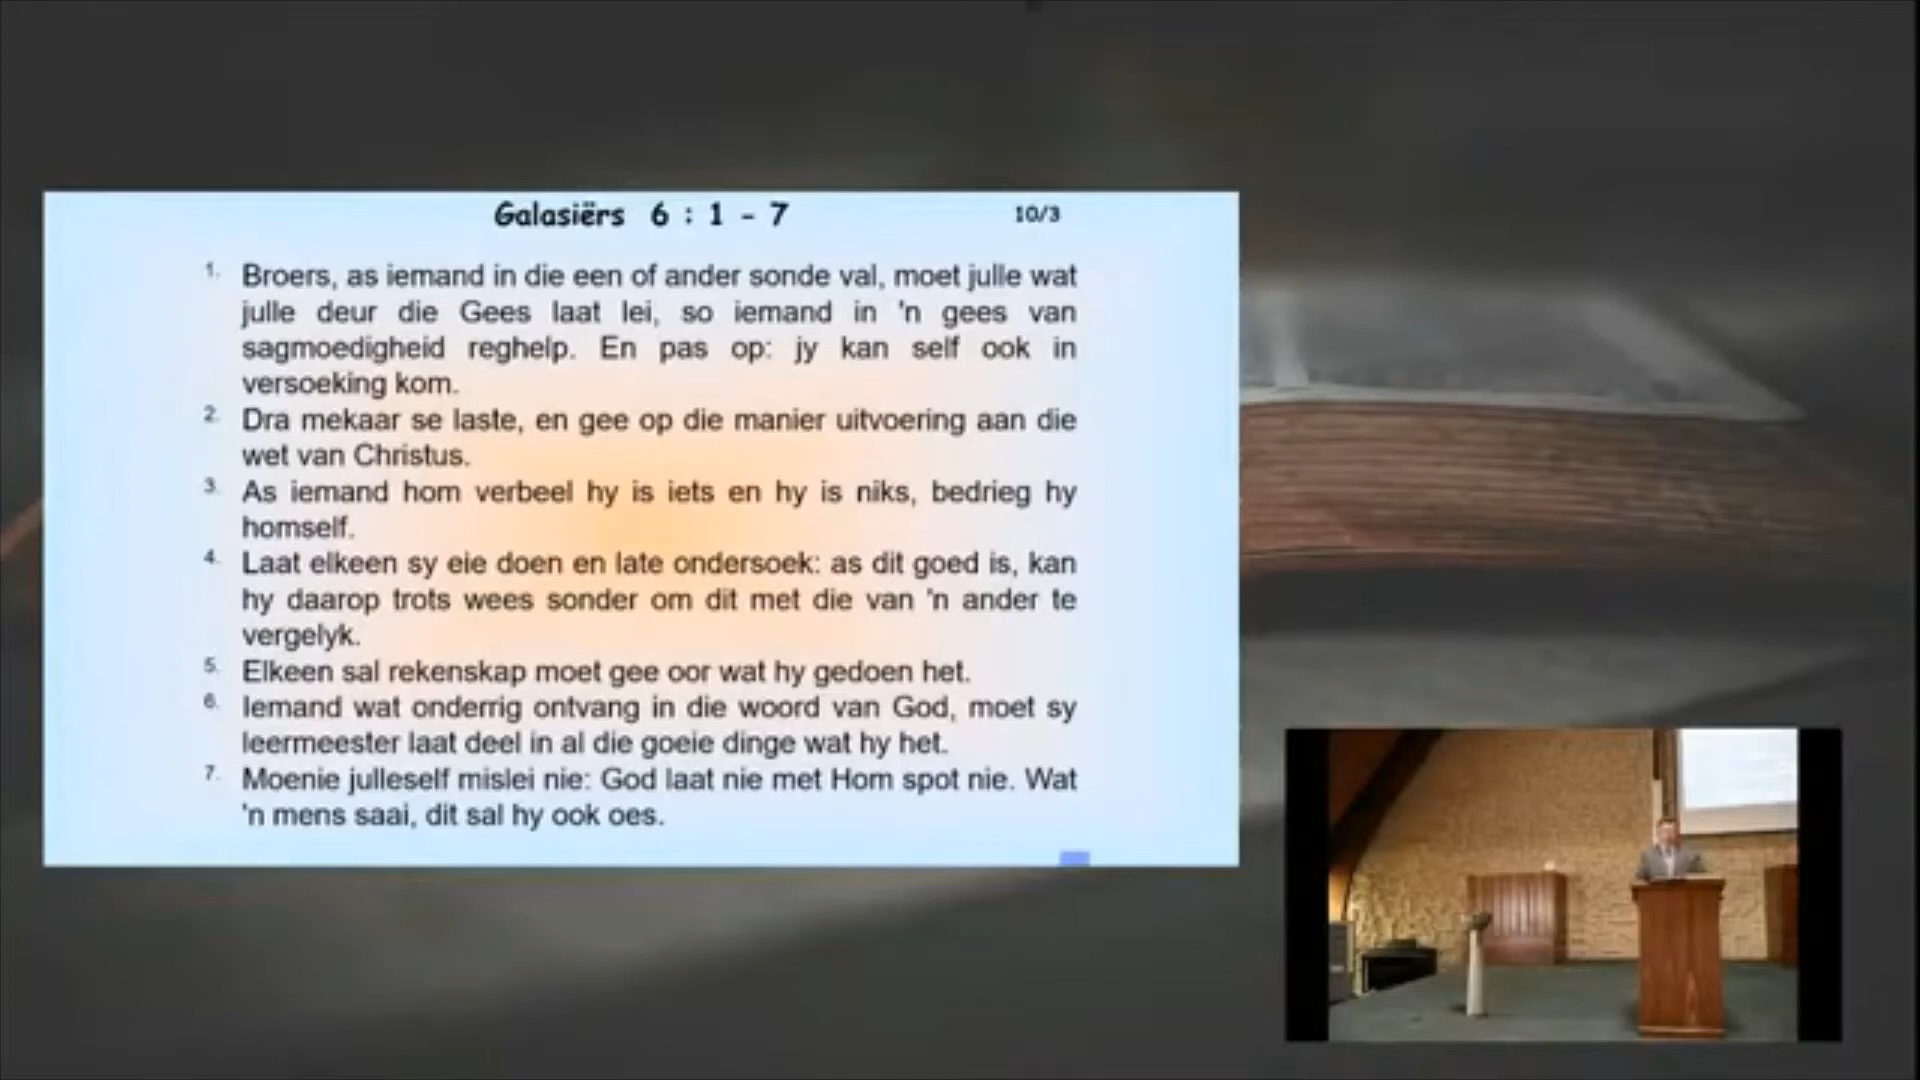 Galasiërs 6 : 1 - 7 10/3
1. Broers, as iemand in die een of ander sonde val, moet julle wat
julle deur die Gees laat lei, so iemand in 'n gees van
sagmoedigheid reghelp. En pas op: jy kan self ook in
versoeking kom.
2. Dra mekaar se laste, en gee op die manier uitvoering aan die
wet van Christus.
3. As iemand hom verbeel hy is iets en hy is niks, bedrieg hy
homself.
4. Laat elkeen sy eie doen en late ondersoek: as dit goed is, kan
hy daarop trots wees sonder om dit met die van 'n ander te
vergelyk.
5. Elkeen sal rekenskap moet gee oor wat hy gedoen het.
6. Iemand wat onderrig ontvang in die woord van God, moet sy
leermeester laat deel in al die goeie dinge wat hy het.
7. Moenie julleself mislei nie: God laat nie met Hom spot nie. Wat
'n mens saai, dit sal hy ook oes.